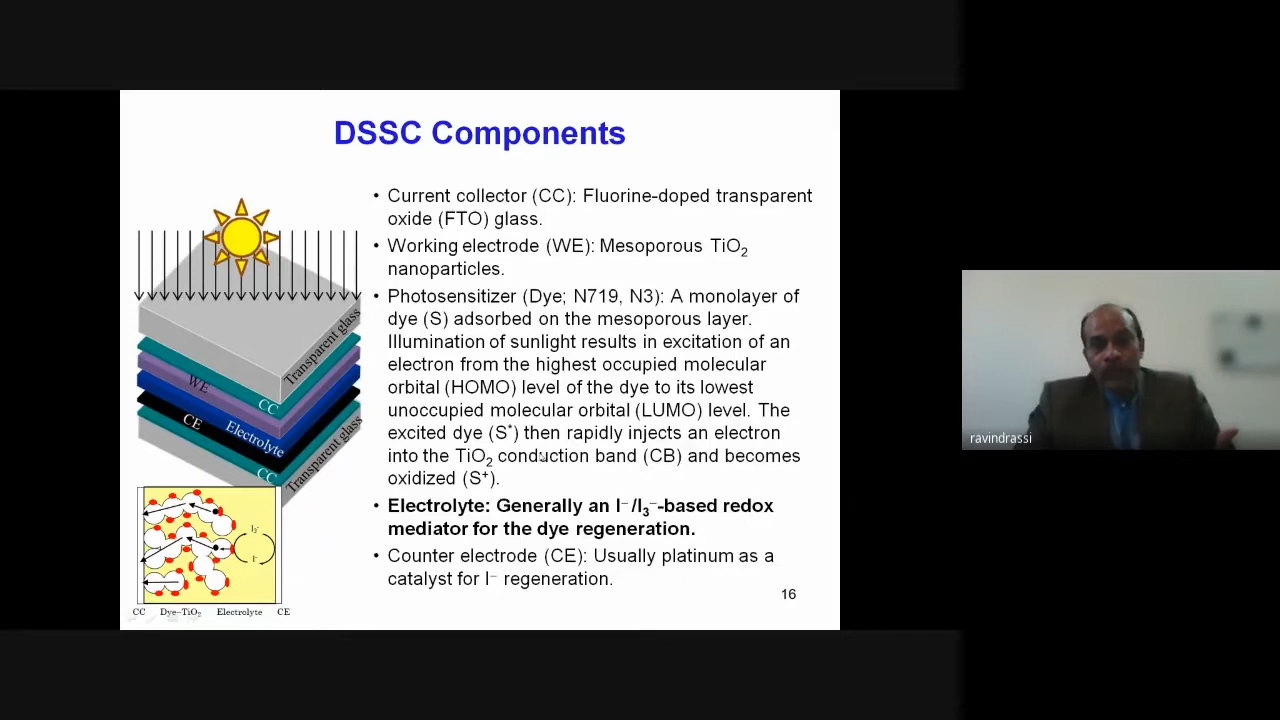 DSSC Components
• Current collector (CC): Fluorine-doped transparent
oxide (FTO) glass.
• Working electrode (WE): Mesoporous TiO₂
nanoparticles.
• Photosensitizer (Dye; N719, N3): A monolayer of
dye (S) adsorbed on the mesoporous layer.
Illumination of sunlight results in excitation of an
electron from the highest occupied molecular
orbital (HOMO) level of the dye to its lowest
unoccupied molecular orbital (LUMO) level. The
excited dye (S*) then rapidly injects an electron
into the TiO₂ conduction band (CB) and becomes
oxidized (S⁺).
• Electrolyte: Generally an I⁻/I₃⁻-based redox
mediator for the dye regeneration.
• Counter electrode (CE): Usually platinum as a
catalyst for I⁻ regeneration.
16
Transparent glass
WE
CC
Electrolyte
CE
CC
Transparent glass
I₃⁻
I⁻
CC Dye–TiO₂ Electrolyte CE
ravindrassi